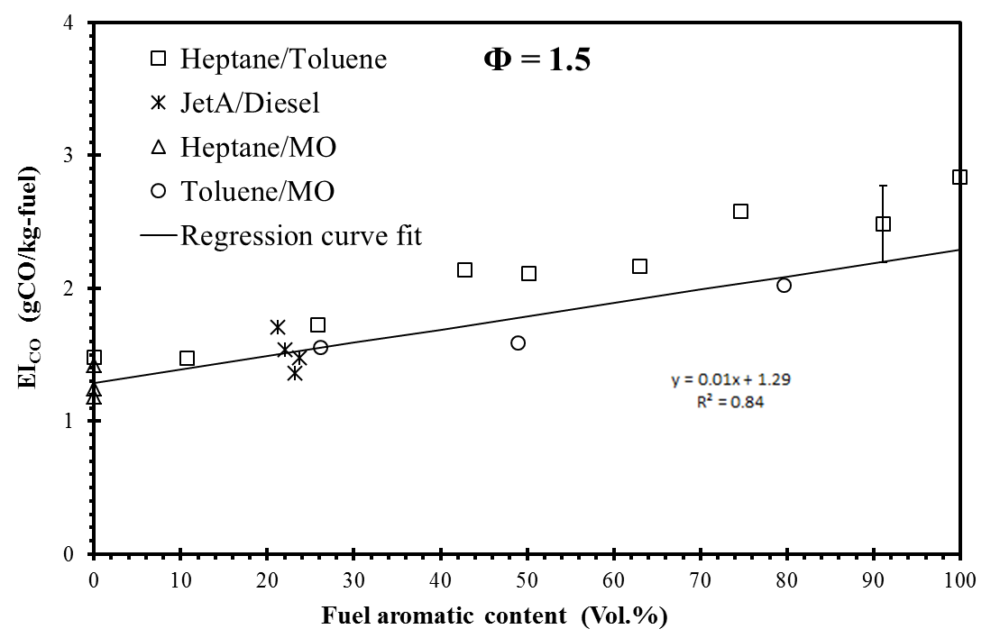 Φ = 1.5
Heptane/Toluene
JetA/Diesel
Heptane/MO
Toluene/MO
Regression curve fit
y = 0.01x + 1.29
R² = 0.84
EI_CO (gCO/kg-fuel)
4
3
2
1
0
0 10 20 30 40 50 60 70 80 90 100
Fuel aromatic content (Vol.%)